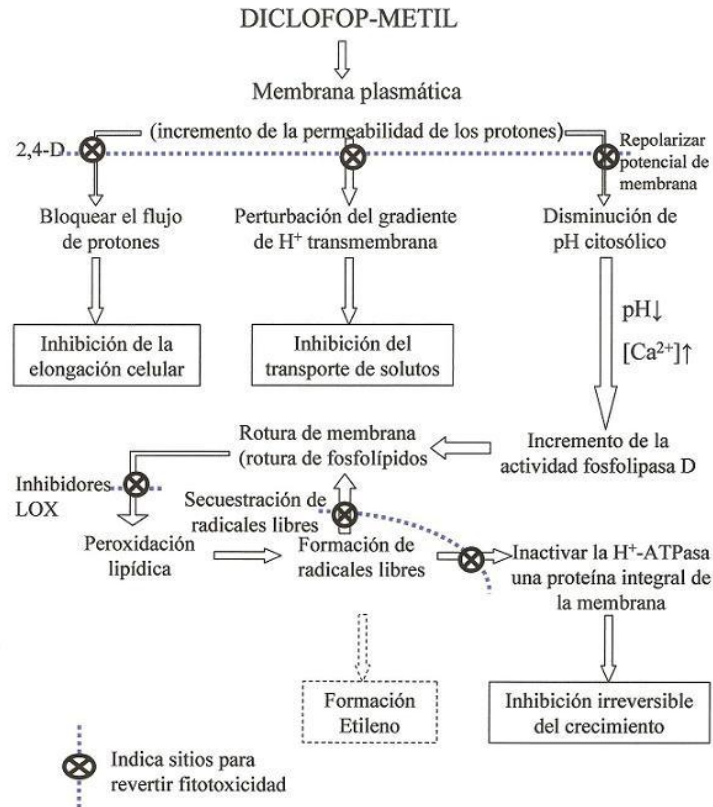 DICLOFOP-METIL
Membrana plasmática
(incremento de la permeabilidad de los protones)
2,4-D
Repolarizar
potencial de
membrana
Bloquear el flujo
de protones
Perturbación del gradiente
de H⁺ transmembrana
Disminución de
pH citosólico
Inhibición de la
elongación celular
Inhibición del
transporte de solutos
pH↓
[Ca²⁺]↑
Rotura de membrana
(rotura de fosfolípidos
Incremento de la
actividad fosfolipasa D
Inhibidores
LOX
Secuestración de
radicales libres
Peroxidación
lipídica
Formación de
radicales libres
Inactivar la H⁺-ATPasa
una proteína integral de
la membrana
Formación
Etileno
Inhibición irreversible
del crecimiento
Indica sitios para
revertir fitotoxicidad